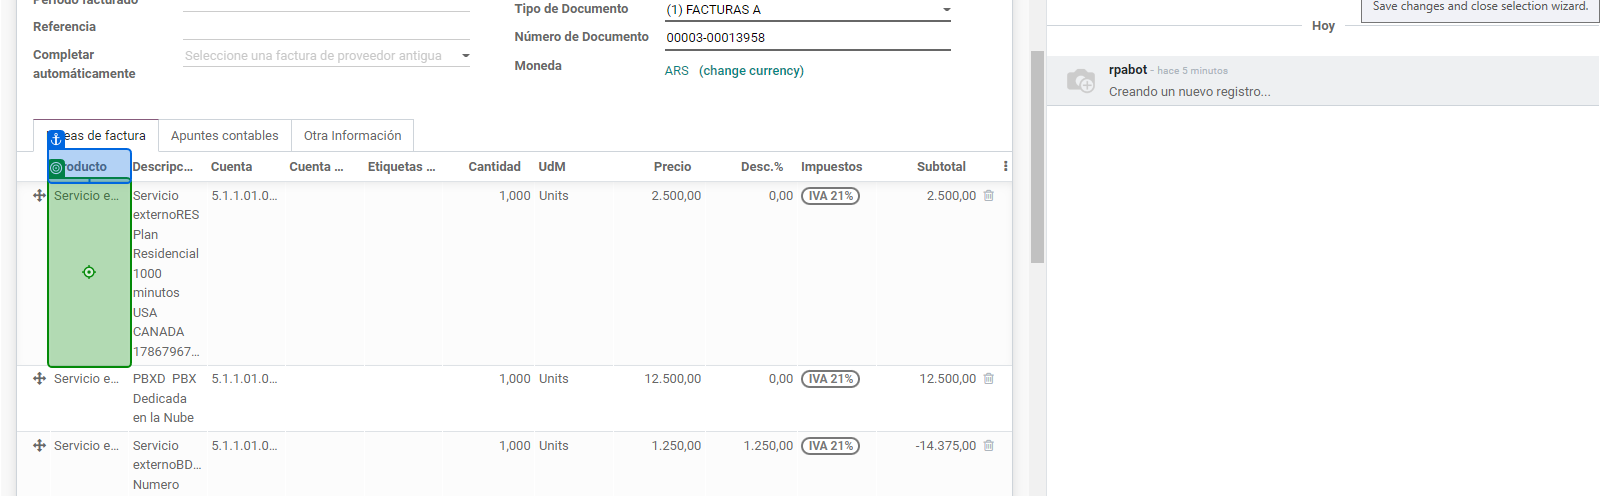 Período facturado
Referencia
Completar automáticamente
Seleccione una factura de proveedor antigua
Tipo de Documento
(1) FACTURAS A
Número de Documento
00003-00013958
Moneda
ARS (change currency)
Save changes and close selection wizard.
Hoy
rpabot - hace 5 minutos
Creando un nuevo registro...
eas de factura Apuntes contables Otra Información
oducto Descripc... Cuenta Cuenta ... Etiquetas ... Cantidad UdM Precio Desc.% Impuestos Subtotal
Servicio e... Servicio 5.1.1.01.0... 1,000 Units 2.500,00 0,00 IVA 21% 2.500,00
externoRES
Plan
Residencial
1000
minutos
USA
CANADA
17867967...
Servicio e... PBXD PBX 5.1.1.01.0... 1,000 Units 12.500,00 0,00 IVA 21% 12.500,00
Dedicada
en la Nube
Servicio e... Servicio 5.1.1.01.0... 1,000 Units 1.250,00 1.250,00 IVA 21% -14.375,00
externoBD...
Numero